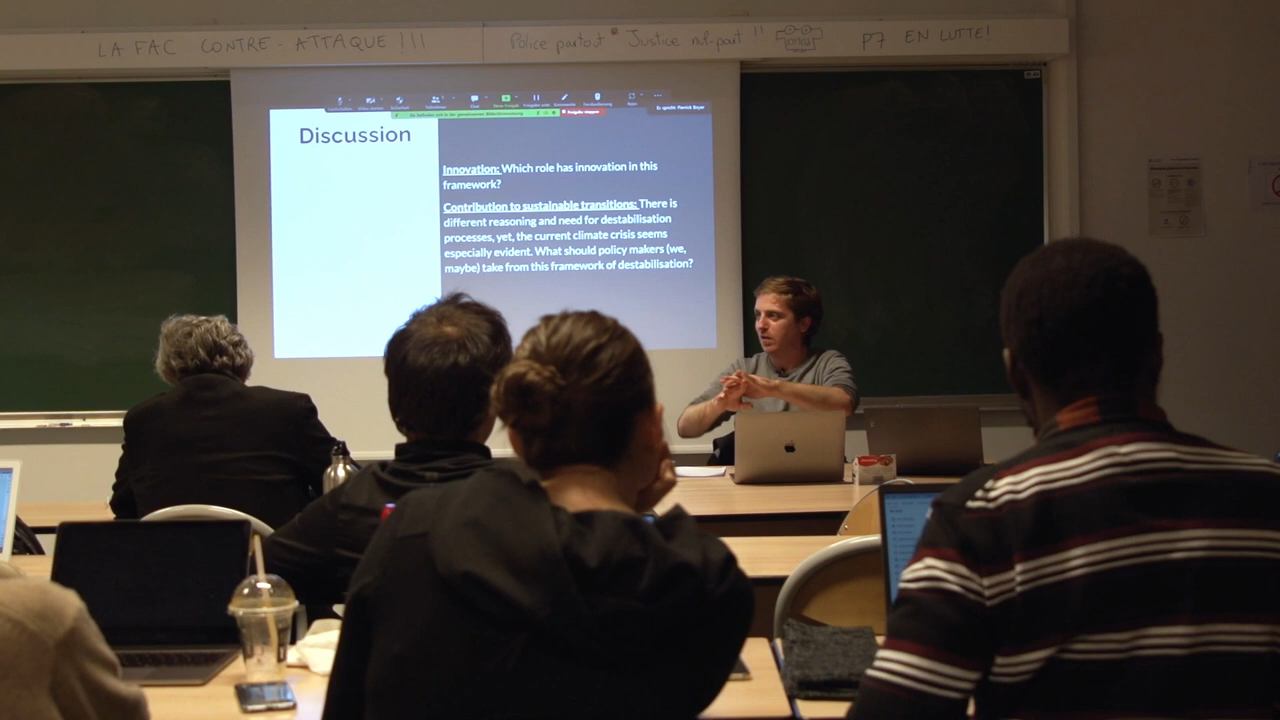 LA FAC CONTRE-ATTAQUE !!!
Police partout Justice nul-part !!
P7 EN LUTTE!
Discussion
Innovation: Which role has innovation in this
framework?
Contribution to sustainable transitions: There is
different reasoning and need for destabilisation
processes, yet, the current climate crisis seems
especially evident. What should policy makers (we,
maybe) take from this framework of destabilisation?